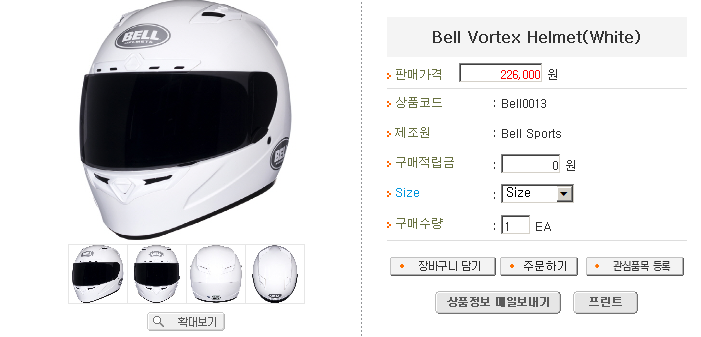 BELL
HELMETS
BELL
Bell Vortex Helmet(White)
판매가격 226,000 원
상품코드 : Bell0013
제조원 : Bell Sports
구매적립금 : 0 원
Size : Size
구매수량 : 1 EA
장바구니 담기 주문하기 관심품목 등록
상품정보 메일보내기 프린트
확대보기